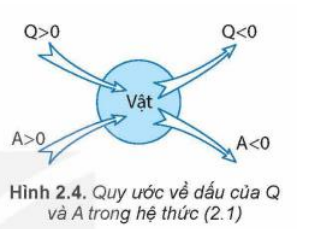 Q>0 Q<0
Vật
A>0 A<0
Hình 2.4. Quy ước về dấu của Q
và A trong hệ thức (2.1)